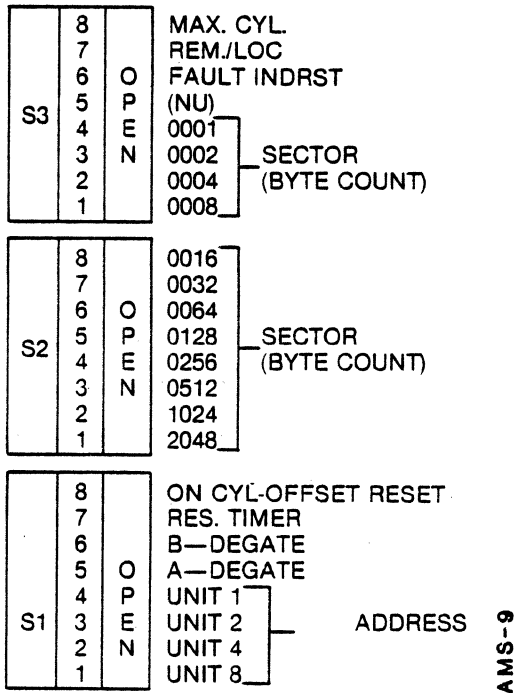 8 MAX. CYL.
7 REM./LOC
6 O FAULT INDRST
5 P (NU)
S3
4 E 0001
3 N 0002 SECTOR
2 0004 (BYTE COUNT)
1 0008
8 0016
7 0032
6 O 0064
5 P 0128 SECTOR
S2
4 E 0256 (BYTE COUNT)
3 N 0512
2 1024
1 2048
8 ON CYL-OFFSET RESET
7 RES. TIMER
6 B—DEGATE
5 O A—DEGATE
4 P UNIT 1
S1 3 E UNIT 2 ADDRESS
2 N UNIT 4
1 UNIT 8
AMS-9